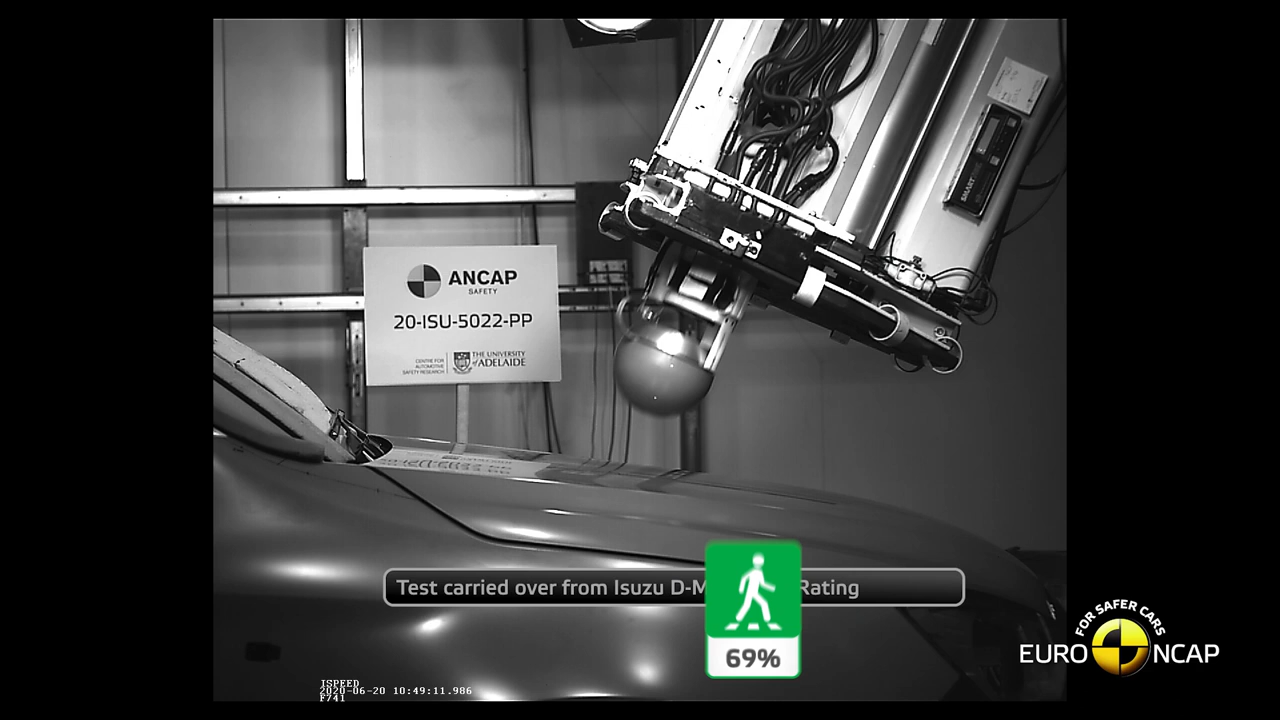 SMART
ANCAP
SAFETY
20-ISU-5022-PP
CENTRE FOR
AUTOMOTIVE
SAFETY RESEARCH
THE UNIVERSITY
of ADELAIDE
Test carried over from Isuzu D-M Rating
69%
FOR SAFER CARS
EURO NCAP
ISPEED
2020-06-20 10:49:11.986
F741